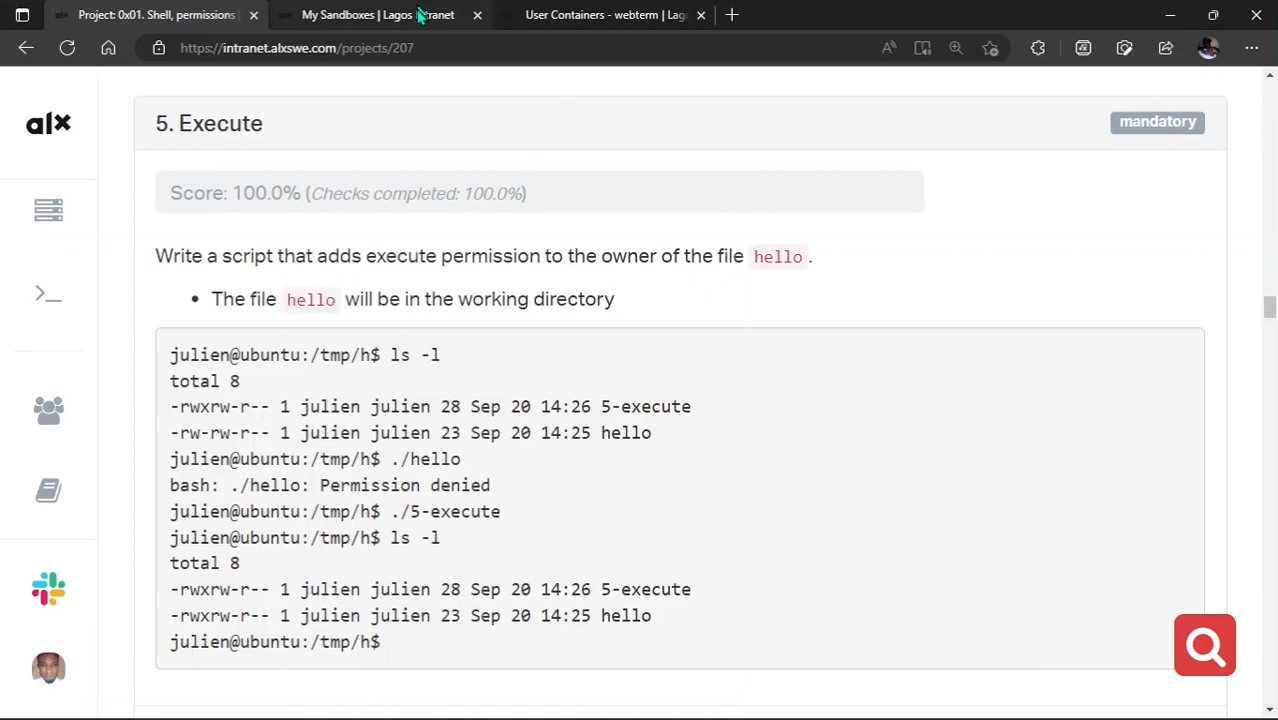 Project: 0x01. Shell, permissions
My Sandboxes | Lagos Intranet
User Containers - webterm | Lag
https://intranet.alxswe.com/projects/207
alx
5. Execute
mandatory
Score: 100.0% (Checks completed: 100.0%)
Write a script that adds execute permission to the owner of the file hello .
The file hello will be in the working directory
julien@ubuntu:/tmp/h$ ls -l
total 8
-rwxrw-r-- 1 julien julien 28 Sep 20 14:26 5-execute
-rw-rw-r-- 1 julien julien 23 Sep 20 14:25 hello
julien@ubuntu:/tmp/h$ ./hello
bash: ./hello: Permission denied
julien@ubuntu:/tmp/h$ ./5-execute
julien@ubuntu:/tmp/h$ ls -l
total 8
-rwxrw-r-- 1 julien julien 28 Sep 20 14:26 5-execute
-rwxrw-r-- 1 julien julien 23 Sep 20 14:25 hello
julien@ubuntu:/tmp/h$